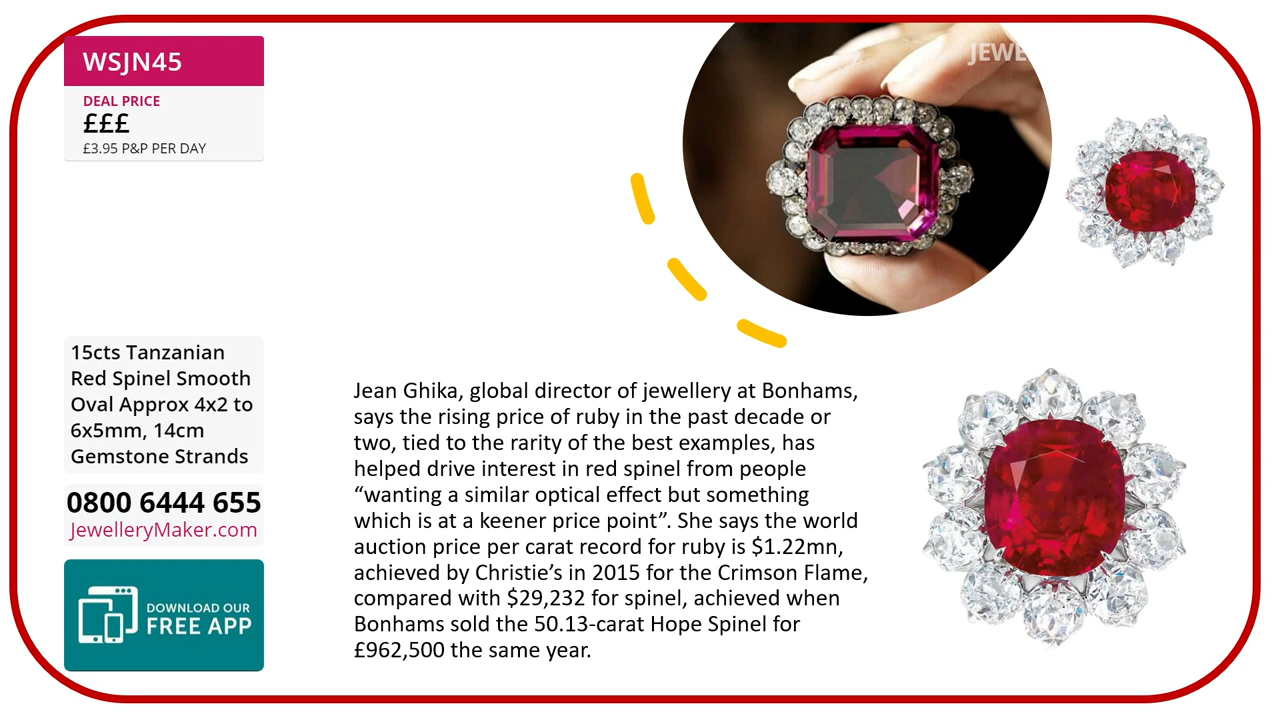 WSJN45
DEAL PRICE
£££
£3.95 P&P PER DAY
JEWE
15cts Tanzanian
Red Spinel Smooth
Oval Approx 4x2 to
6x5mm, 14cm
Gemstone Strands
0800 6444 655
JewelleryMaker.com
DOWNLOAD OUR
FREE APP
Jean Ghika, global director of jewellery at Bonhams,
says the rising price of ruby in the past decade or
two, tied to the rarity of the best examples, has
helped drive interest in red spinel from people
“wanting a similar optical effect but something
which is at a keener price point”. She says the world
auction price per carat record for ruby is $1.22mn,
achieved by Christie’s in 2015 for the Crimson Flame,
compared with $29,232 for spinel, achieved when
Bonhams sold the 50.13-carat Hope Spinel for
£962,500 the same year.